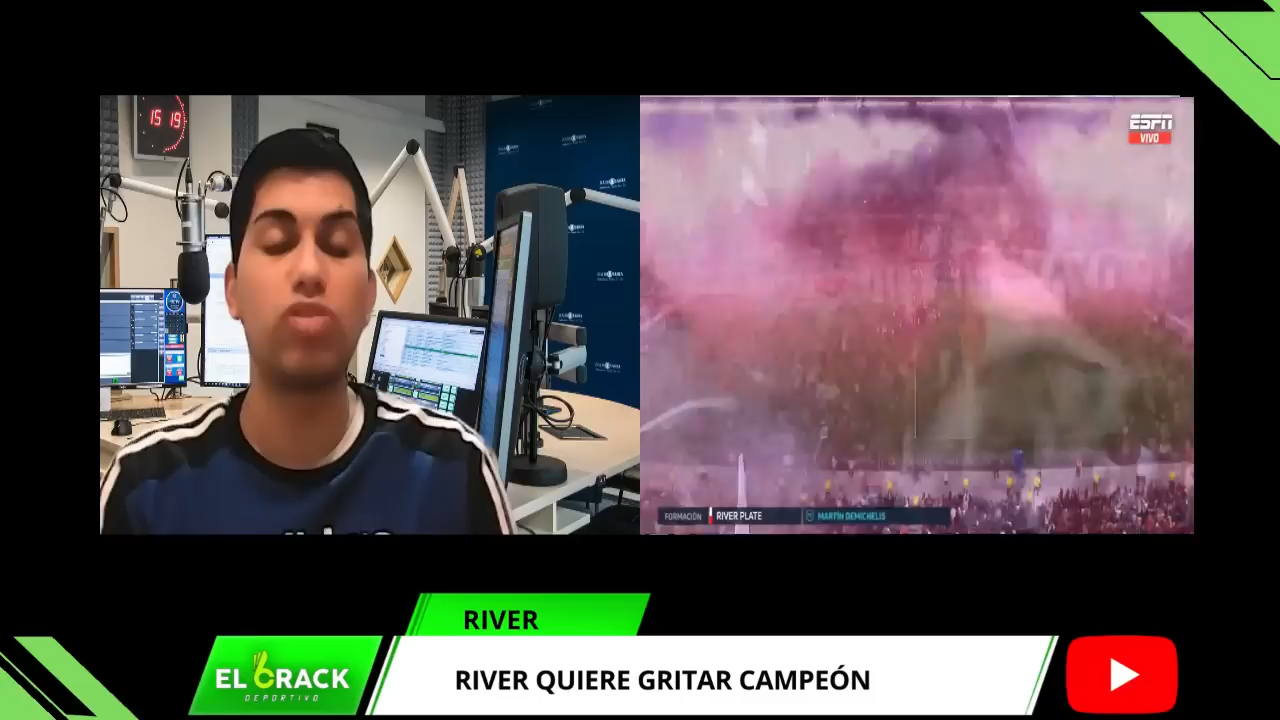 15 19
ESPN
VIVO
FORMACIÓN RIVER PLATE MARTÍN DEMICHELIS
RIVER
EL CRACK
DEPORTIVO
RIVER QUIERE GRITAR CAMPEÓN